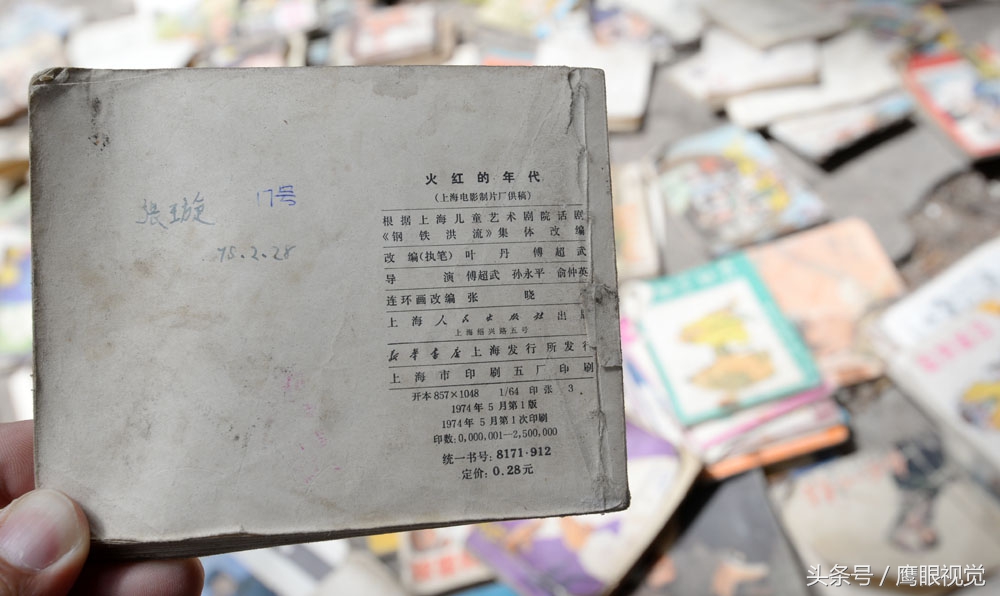 张王旋
17号
75.2.28
火红的年代
(上海电影制片厂供稿)
根据上海儿童艺术剧院话剧
《钢铁洪流》集体改编
改编(执笔) 叶丹 傅超武
导演 傅超武 孙永平 俞仲英
连环画改编 张晓
上海人民出版社出版
上海绍兴路五号
新华书店上海发行所发行
上海市印刷五厂印刷
开本 857×1048 1/64 印张 3
1974年5月第1版
1974年5月第1次印刷
印数:0,000,001—2,500,000
统一书号:8171·912
定价:0.28元
头条号/鹰眼视觉